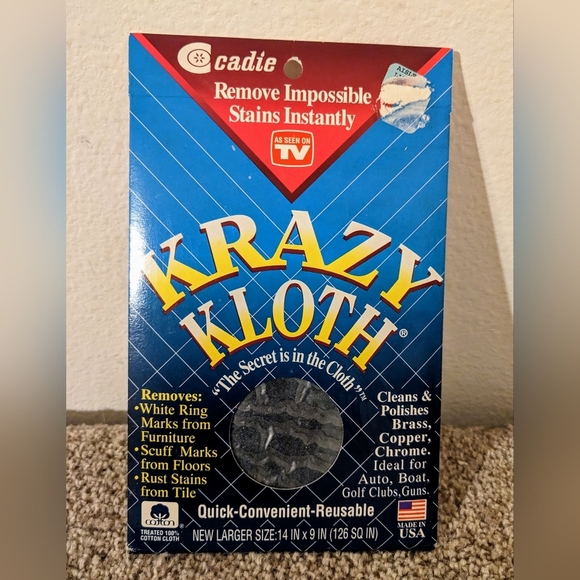 cadie
Remove Impossible
Stains Instantly
AS SEEN ON
TV
KRAZY
KLOTH®
"The Secret is in the Cloth"™
Removes:
•White Ring
Marks from
Furniture
•Scuff Marks
from Floors
•Rust Stains
from Tile
Cleans &
Polishes
Brass,
Copper,
Chrome.
Ideal for
Auto, Boat,
Golf Clubs, Guns.
Quick-Convenient-Reusable
cotton®
TREATED 100%
COTTON CLOTH
NEW LARGER SIZE:14 IN x 9 IN (126 SQ IN)
MADE IN
USA